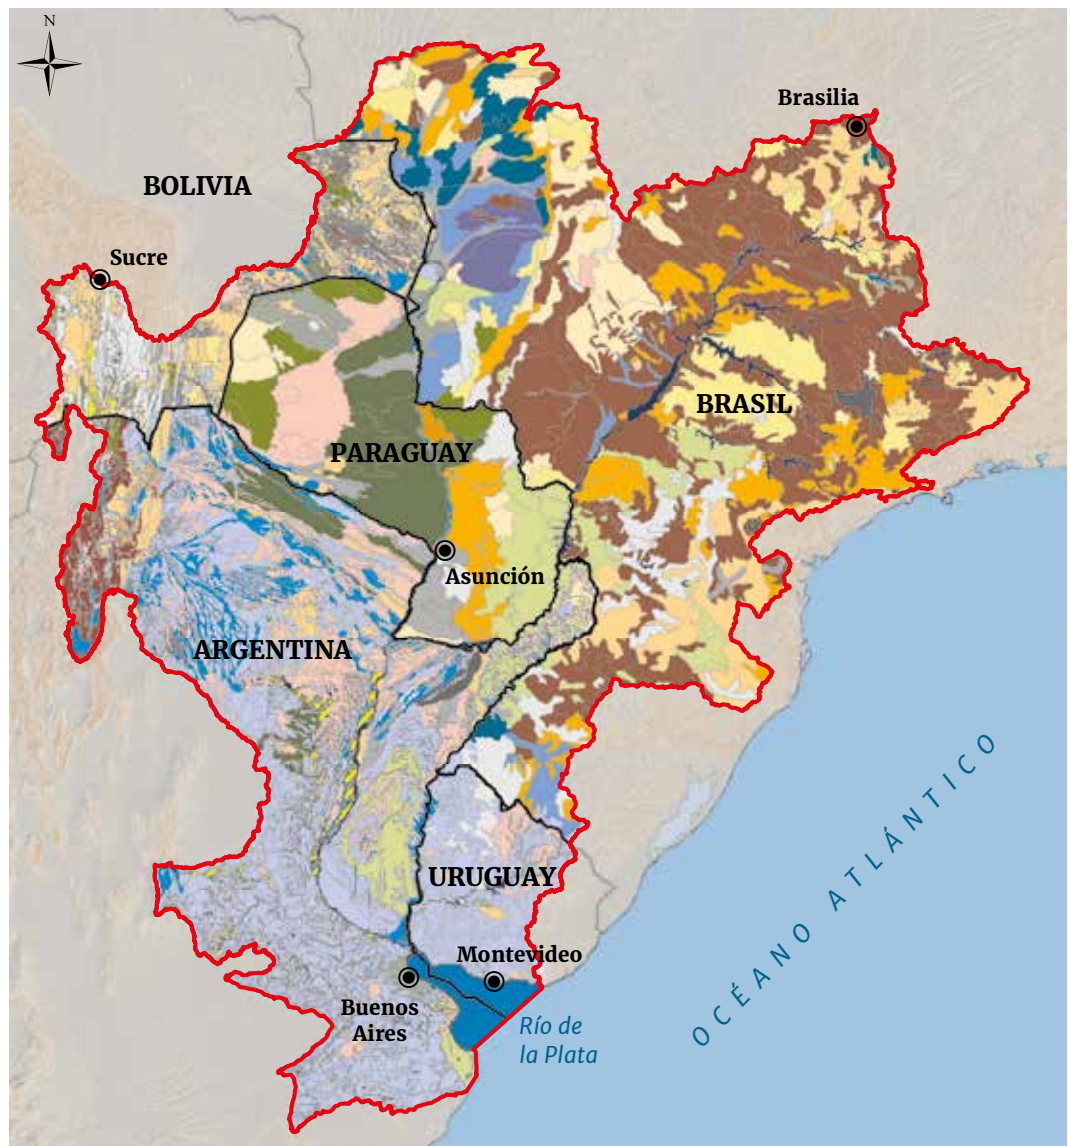 N
Brasilia
BOLIVIA
Sucre
BRASIL
PARAGUAY
Asunción
ARGENTINA
URUGUAY
Montevideo
Buenos
Aires
Río de
la Plata
OCÉANO ATLÁNTICO